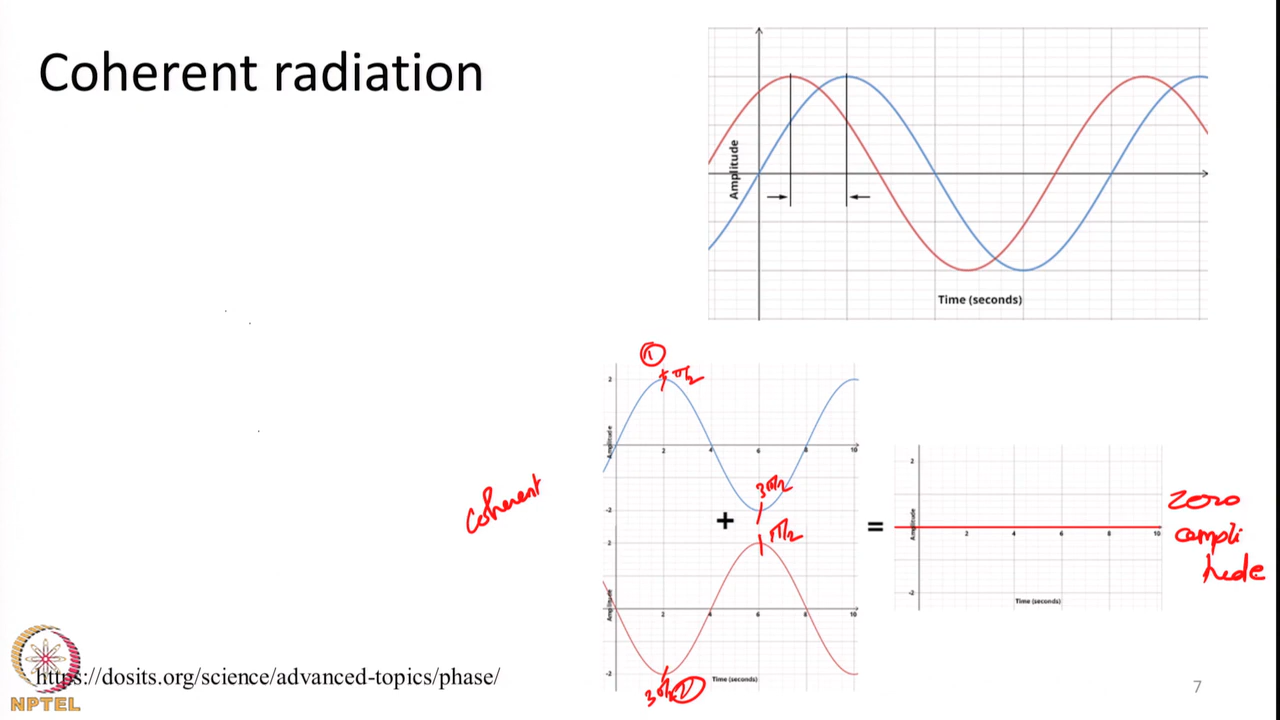 Coherent radiation
Amplitude
Time (seconds)
①
π/2
2
Amplitude
2
4
6
8
10
3π/2
-2
coherent
+
2
π/2
Amplitude
2
4
6
8
10
-2
3π/2
Time (seconds)
=
2
Amplitude
2
4
6
8
10
-2
Time (seconds)
zero
ampli
tude
https://dosits.org/science/advanced-topics/phase/
NPTEL
7